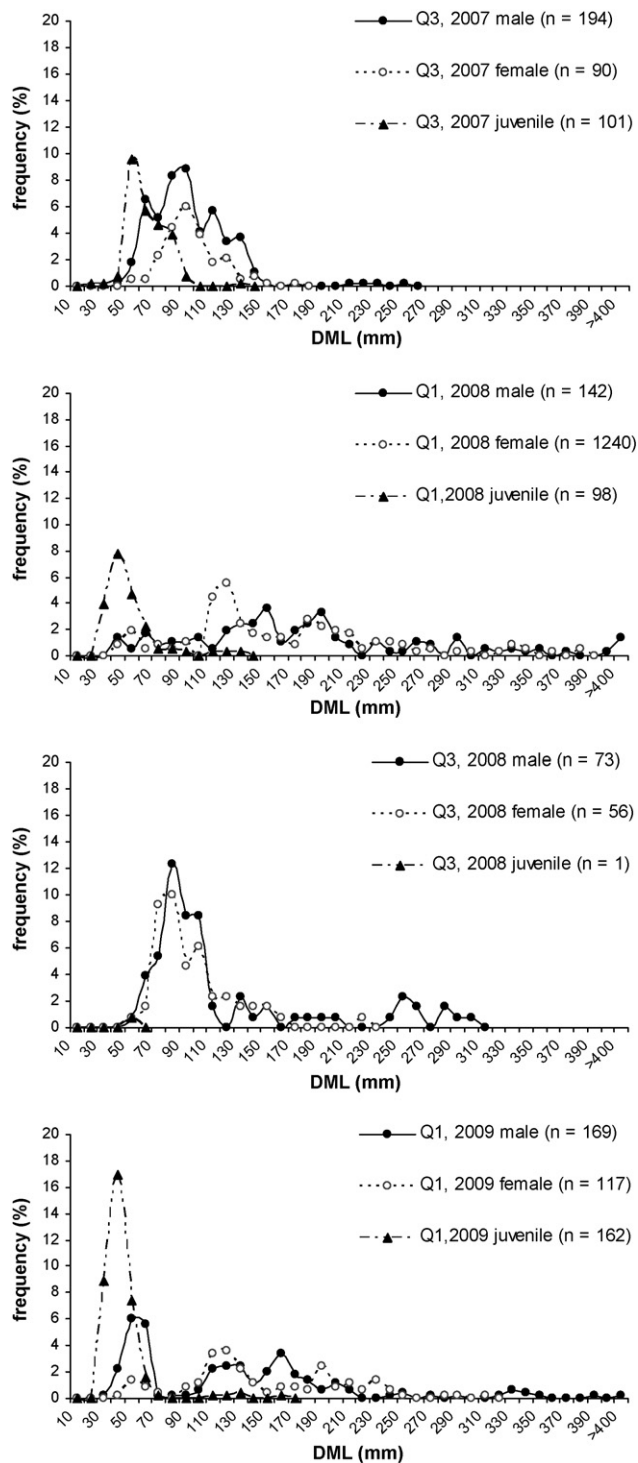 20
18
16
14
12
10
8
6
4
2
0
frequency (%)
Q3, 2007 male (n = 194)
Q3, 2007 female (n = 90)
Q3, 2007 juvenile (n = 101)
10 30 50 70 90 110 130 150 170 190 210 230 250 270 290 310 330 350 370 390 >400
DML (mm)
20
18
16
14
12
10
8
6
4
2
0
frequency (%)
Q1, 2008 male (n = 142)
Q1, 2008 female (n = 1240)
Q1,2008 juvenile (n = 98)
10 30 50 70 90 110 130 150 170 190 210 230 250 270 290 310 330 350 370 390 >400
DML (mm)
20
18
16
14
12
10
8
6
4
2
0
frequency (%)
Q3, 2008 male (n = 73)
Q3, 2008 female (n = 56)
Q3, 2008 juvenile (n = 1)
10 30 50 70 90 110 130 150 170 190 210 230 250 270 290 310 330 350 370 390 >400
DML (mm)
20
18
16
14
12
10
8
6
4
2
0
frequency (%)
Q1, 2009 male (n = 169)
Q1, 2009 female (n = 117)
Q1,2009 juvenile (n = 162)
10 30 50 70 90 110 130 150 170 190 210 230 250 270 290 310 330 350 370 390 >400
DML (mm)